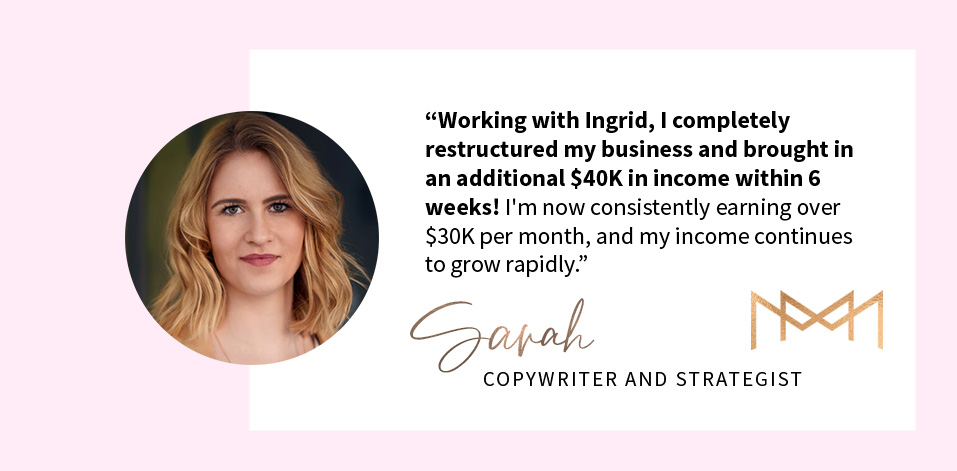 “Working with Ingrid, I completely
restructured my business and brought in
an additional $40K in income within 6
weeks! I'm now consistently earning over
$30K per month, and my income continues
to grow rapidly.”
Sarah
COPYWRITER AND STRATEGIST